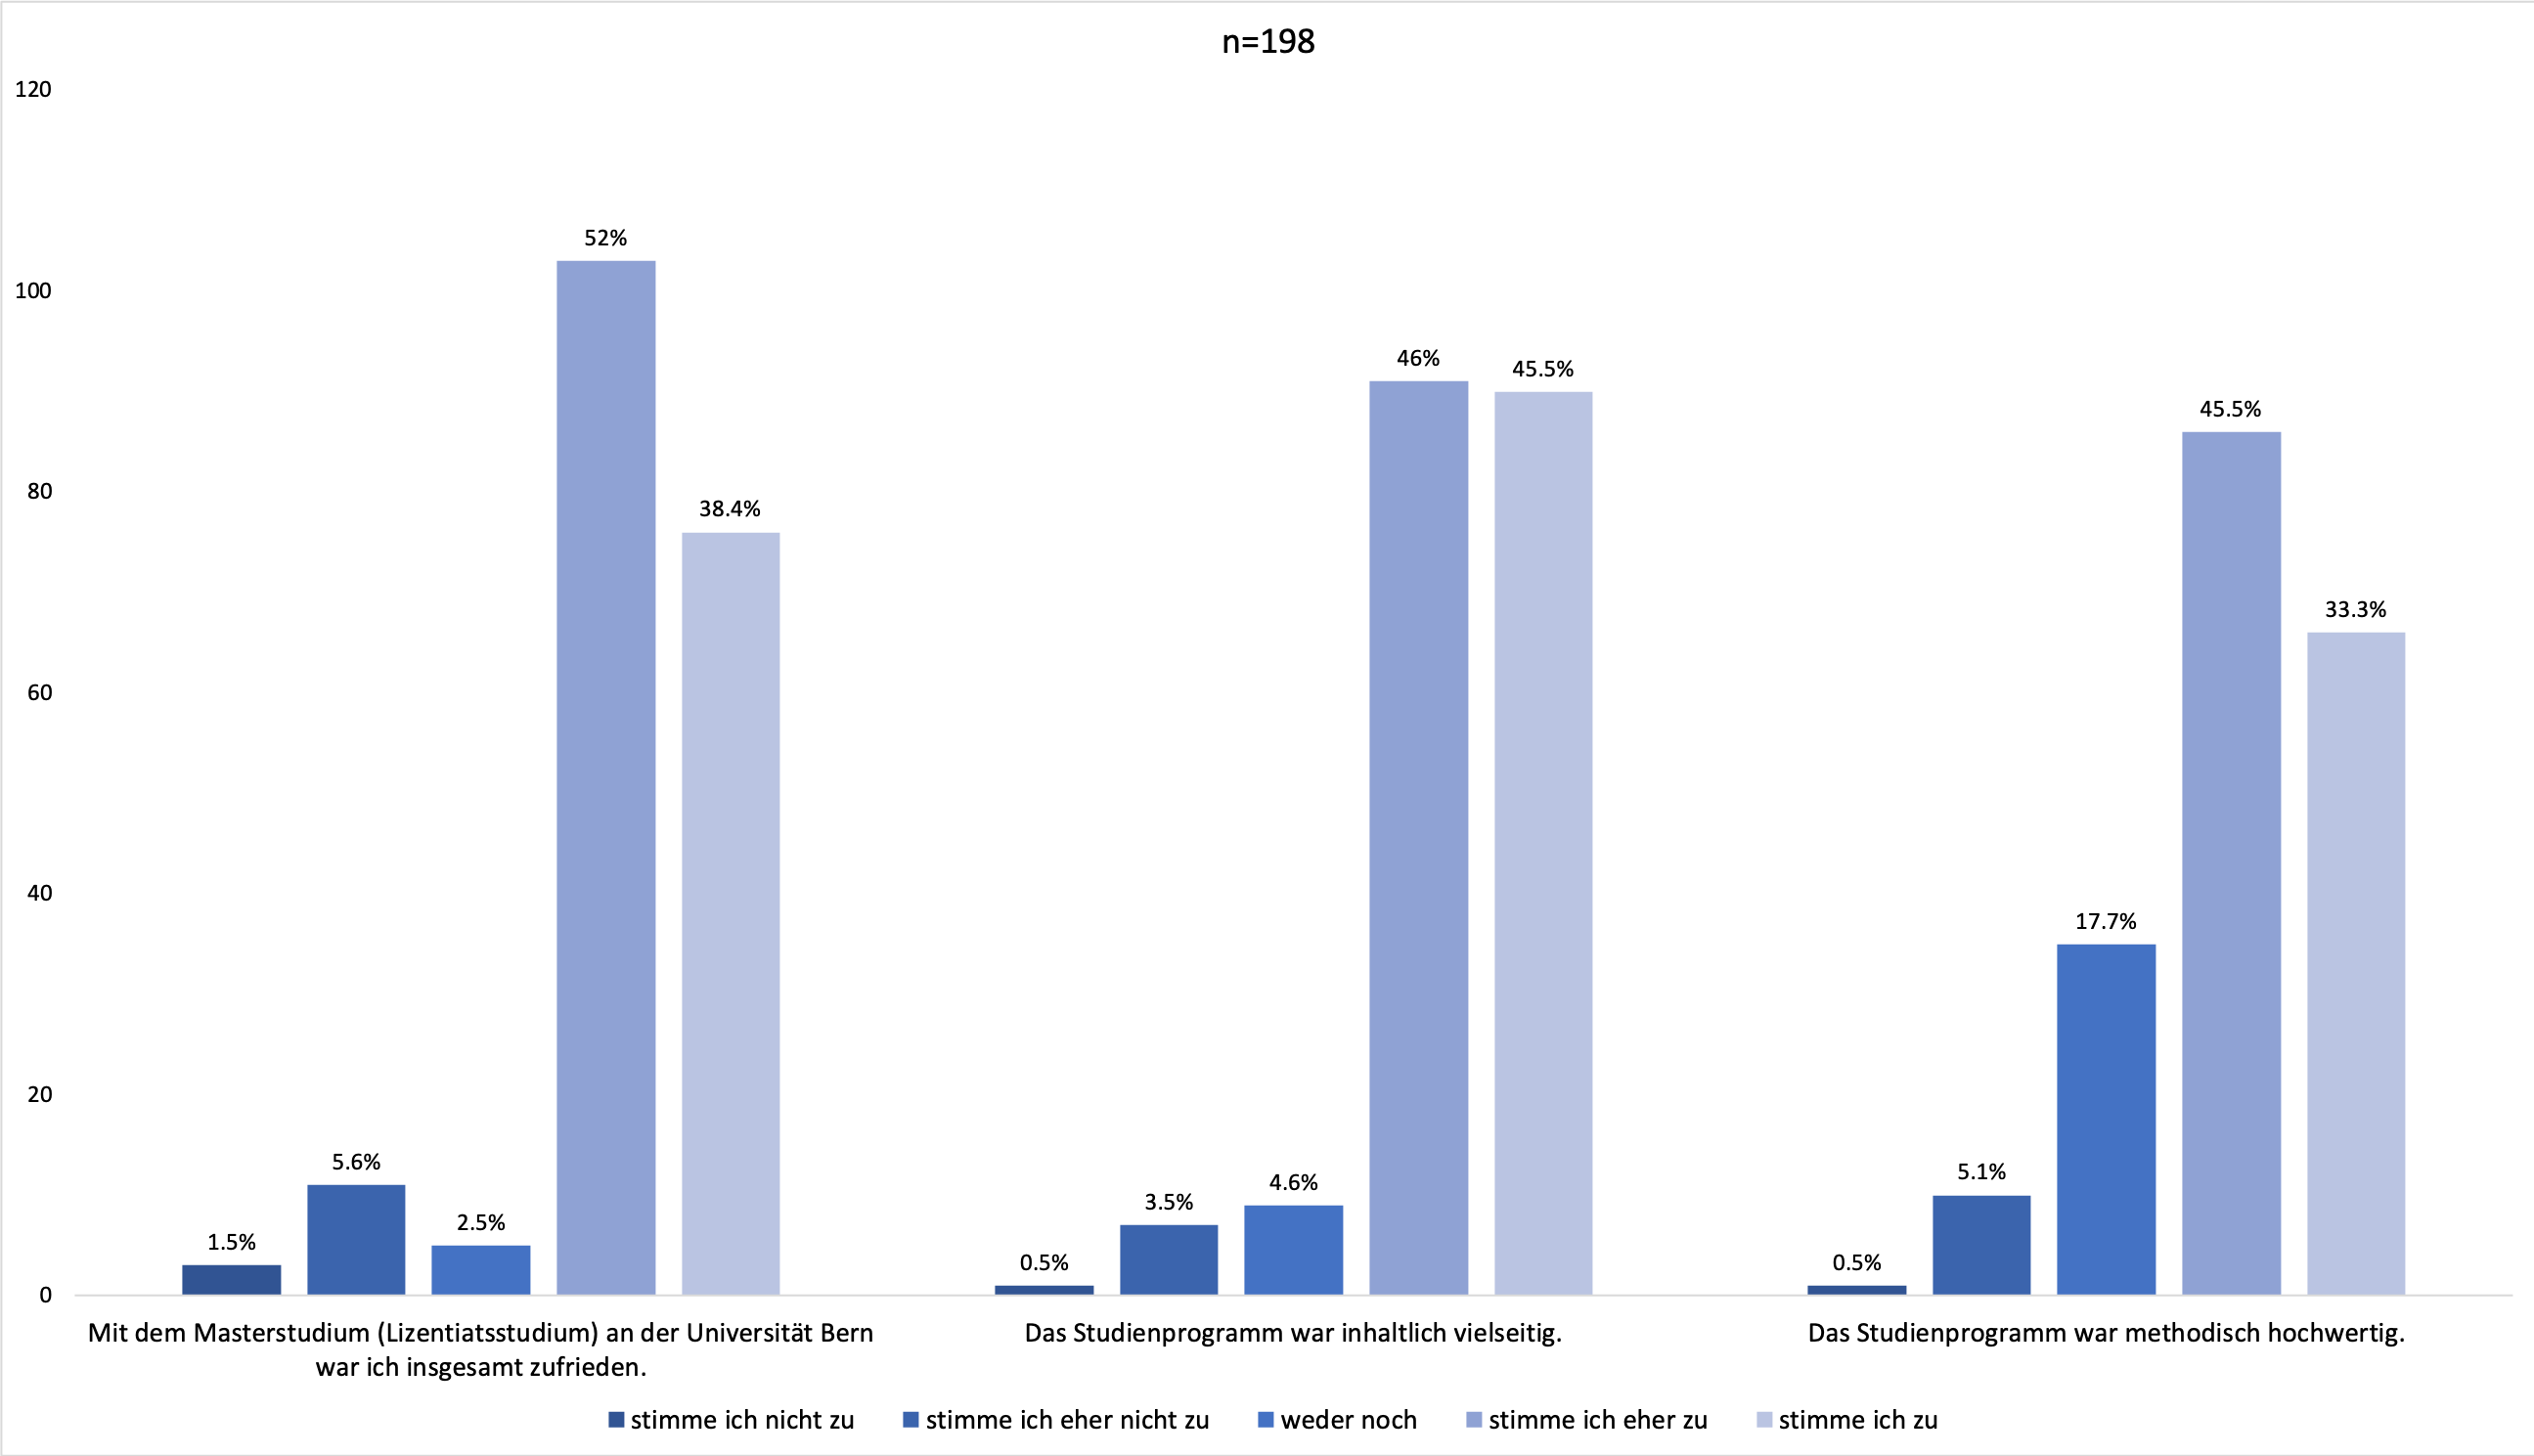 n=198
120
100
80
60
40
20
0
1.5%
5.6%
2.5%
52%
38.4%
0.5%
3.5%
4.6%
46%
45.5%
0.5%
5.1%
17.7%
45.5%
33.3%
Mit dem Masterstudium (Lizentiatsstudium) an der Universität Bern
war ich insgesamt zufrieden.
Das Studienprogramm war inhaltlich vielseitig.
Das Studienprogramm war methodisch hochwertig.
stimme ich nicht zu
stimme ich eher nicht zu
weder noch
stimme ich eher zu
stimme ich zu